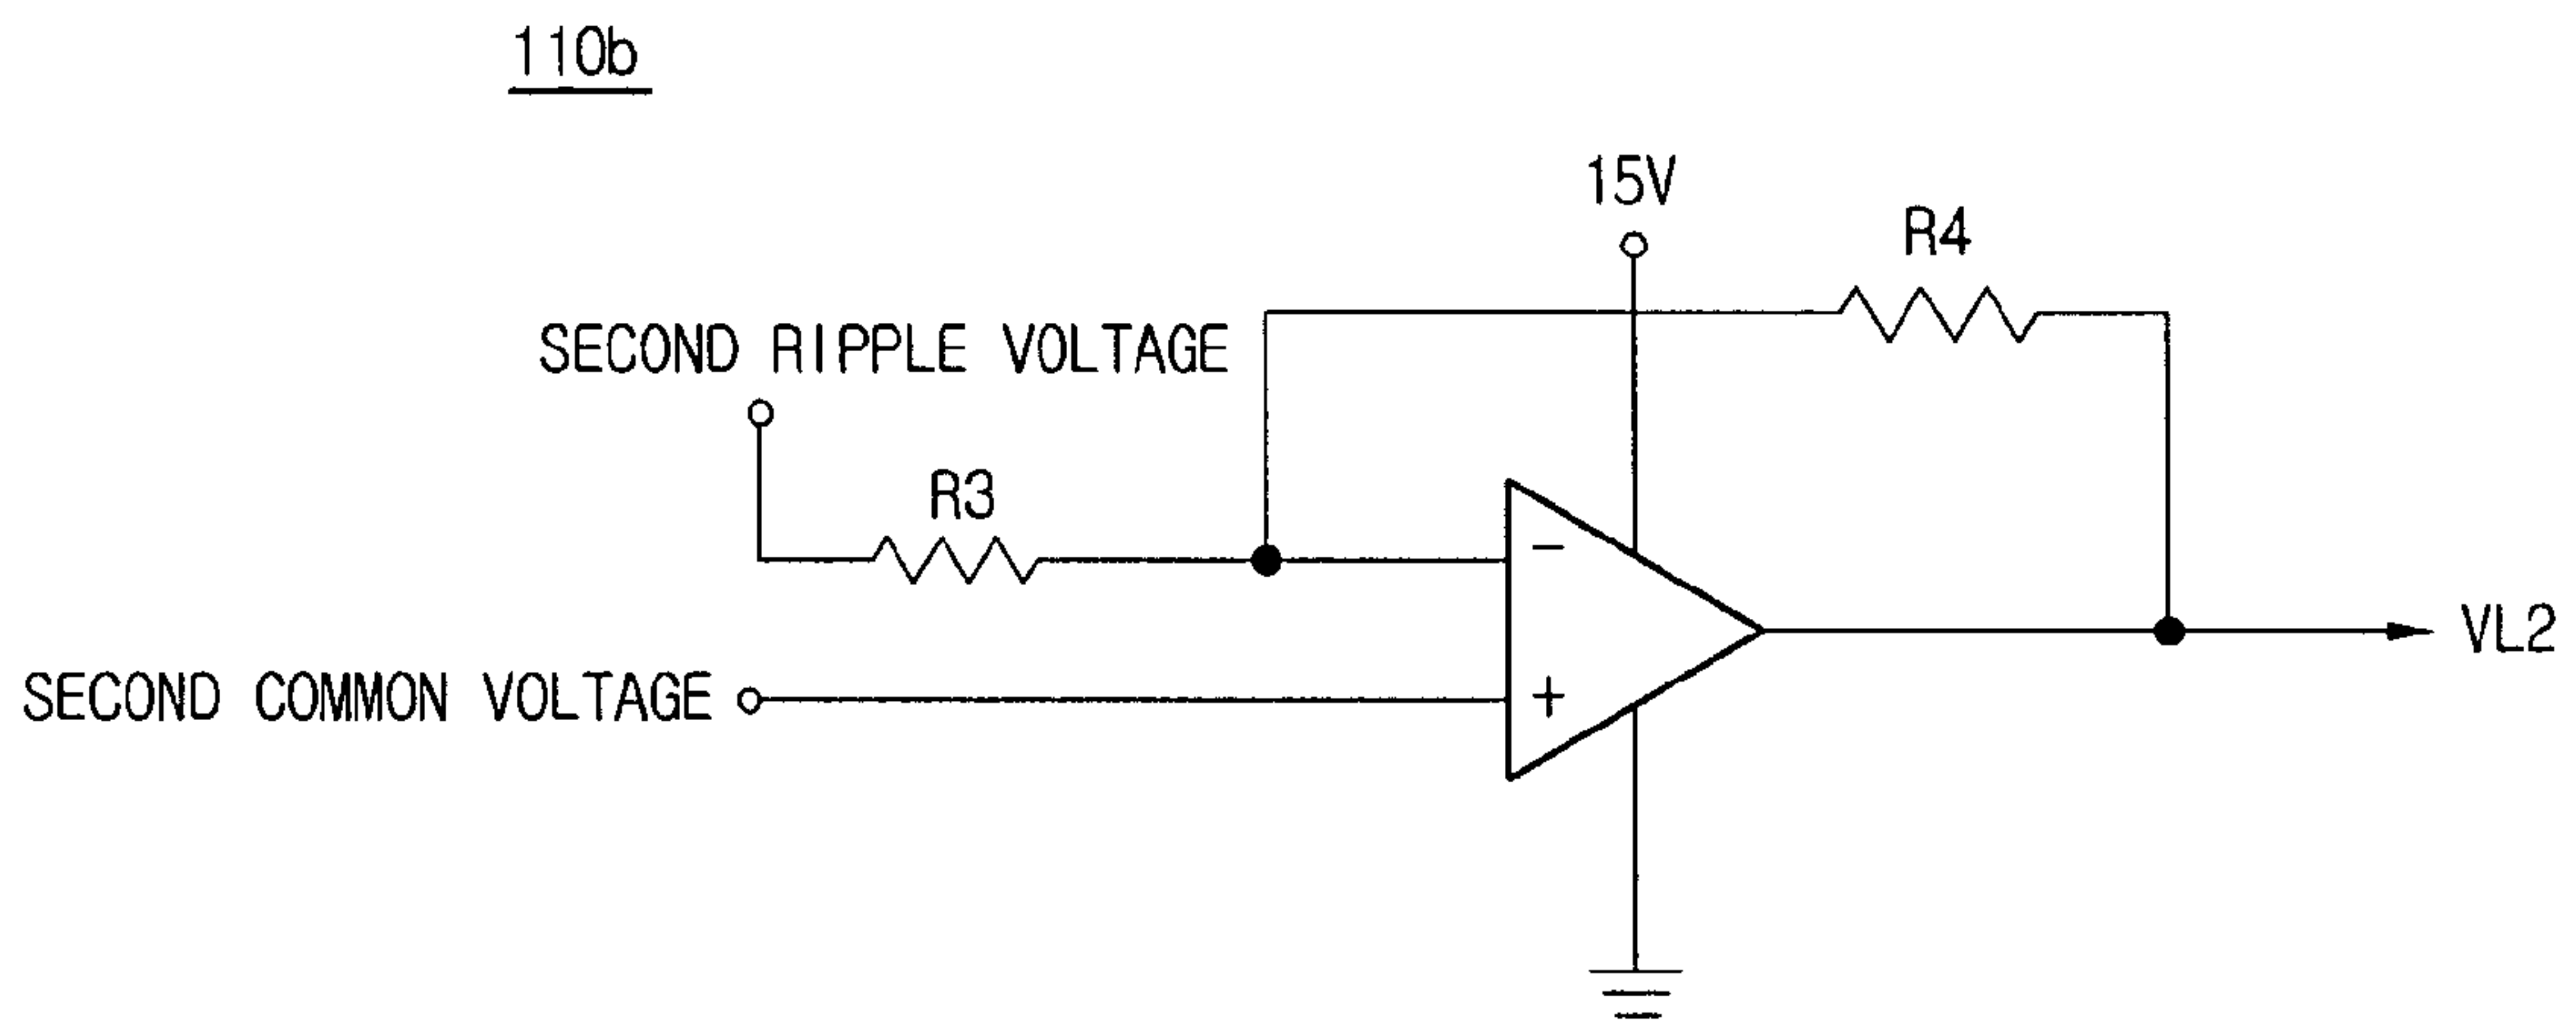 110b
15V
R4
SECOND RIPPLE VOLTAGE
R3
−
+
VL2
SECOND COMMON VOLTAGE